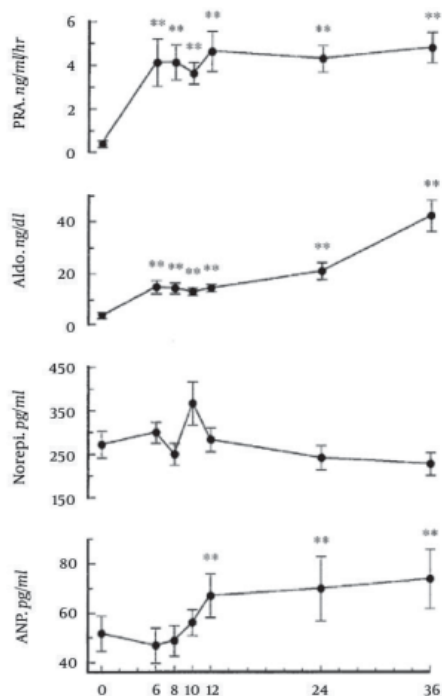 PRA. ng/ml/hr
6
4
2
0
** ** ** ** ** **
Aldo. ng/dl
40
20
0
** ** ** ** ** **
Norepi. pg/ml
450
350
250
150
ANP. pg/ml
80
60
40
** ** **
0 6 8 10 12 24 36